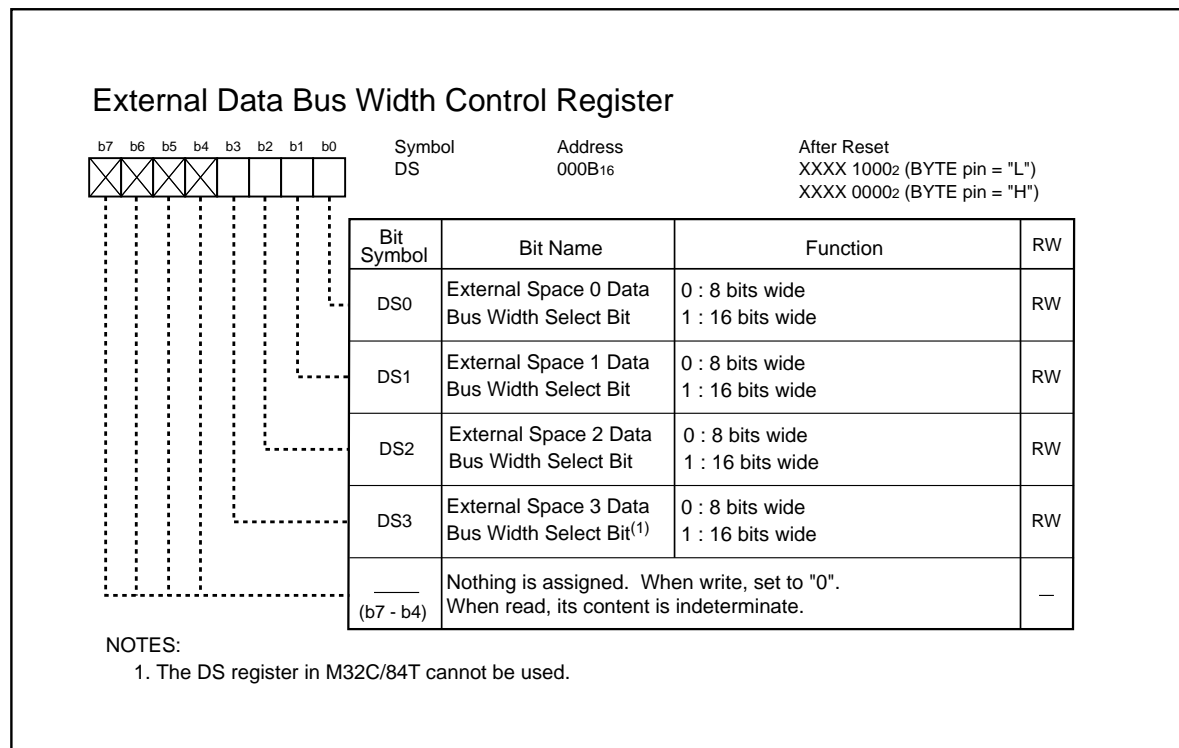 External Data Bus Width Control Register
b7 b6 b5 b4 b3 b2 b1 b0
Symbol Address After Reset
DS 000B16 XXXX 10002 (BYTE pin = "L")
XXXX 00002 (BYTE pin = "H")
Bit Symbol Bit Name Function RW
DS0 External Space 0 Data 0 : 8 bits wide RW
Bus Width Select Bit 1 : 16 bits wide
DS1 External Space 1 Data 0 : 8 bits wide RW
Bus Width Select Bit 1 : 16 bits wide
DS2 External Space 2 Data 0 : 8 bits wide RW
Bus Width Select Bit 1 : 16 bits wide
DS3 External Space 3 Data 0 : 8 bits wide RW
Bus Width Select Bit(1) 1 : 16 bits wide
Nothing is assigned. When write, set to "0". —
(b7 - b4) When read, its content is indeterminate.
NOTES:
1. The DS register in M32C/84T cannot be used.